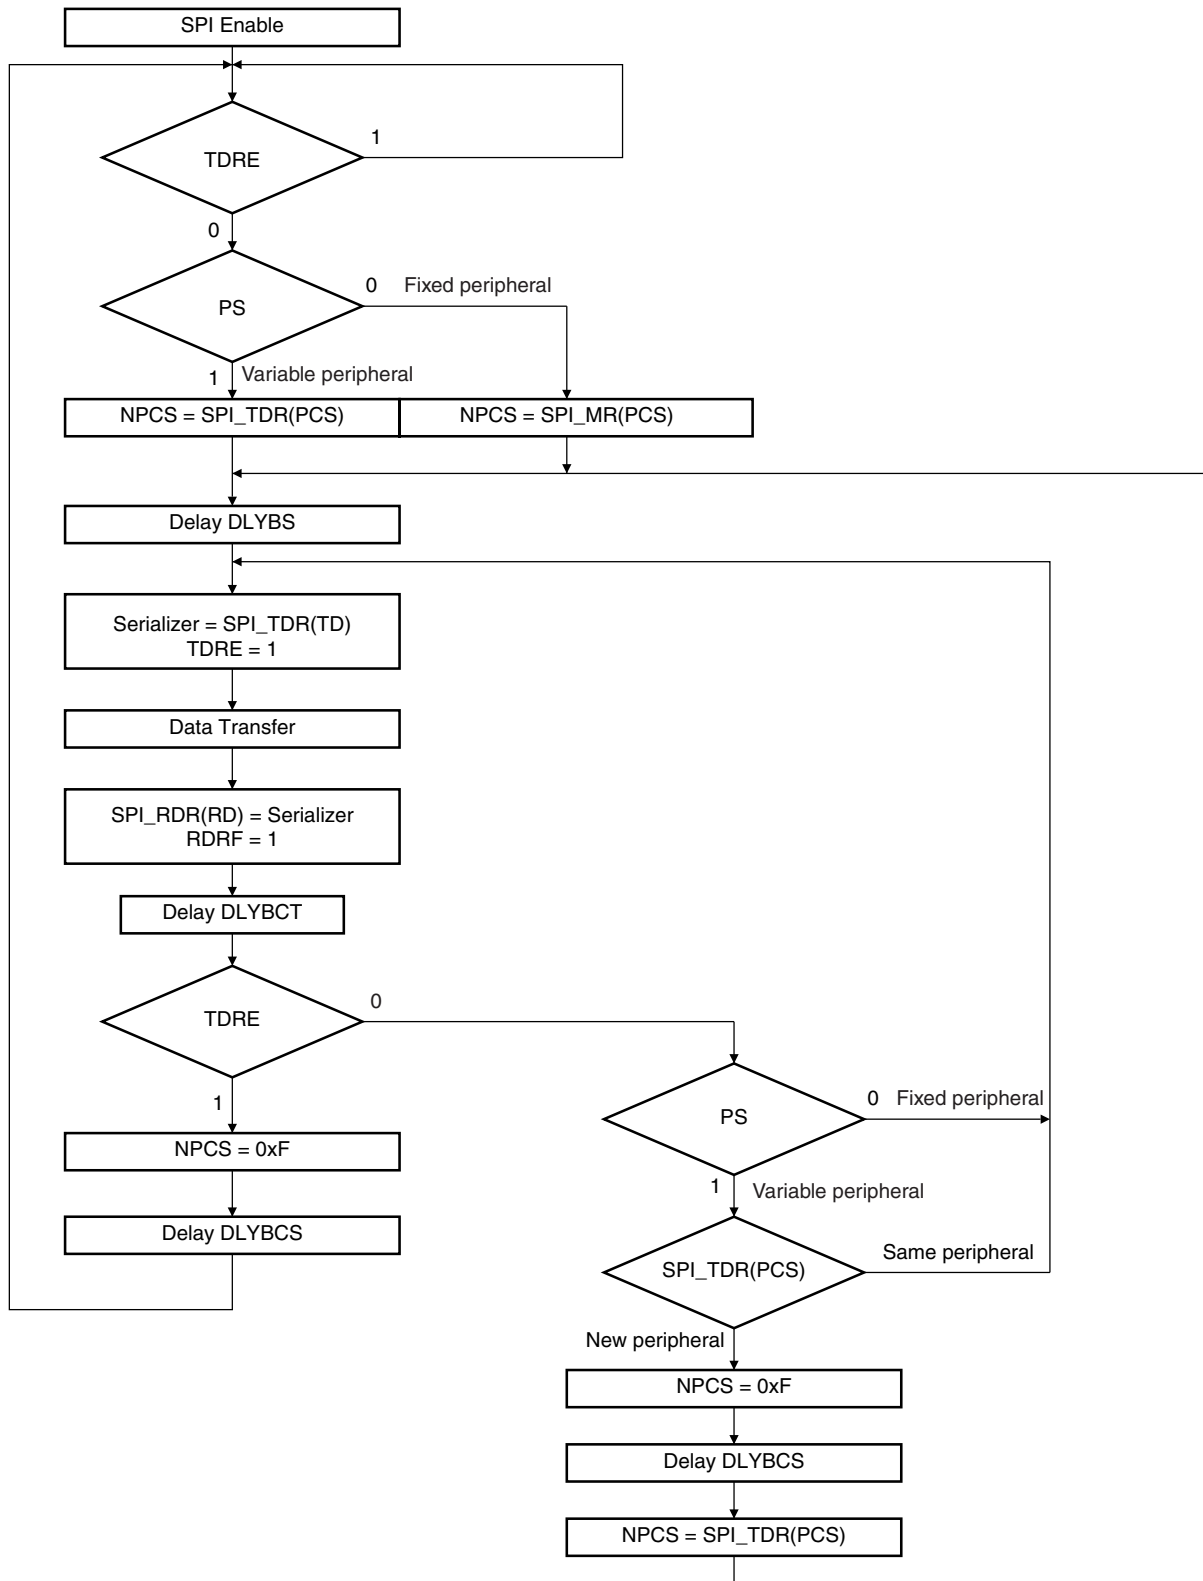 SPI Enable
TDRE
1
0
PS
0 Fixed peripheral
1 Variable peripheral
NPCS = SPI_TDR(PCS)
NPCS = SPI_MR(PCS)
Delay DLYBS
Serializer = SPI_TDR(TD)
TDRE = 1
Data Transfer
SPI_RDR(RD) = Serializer
RDRF = 1
Delay DLYBCT
TDRE
0
1
NPCS = 0xF
Delay DLYBCS
PS
0 Fixed peripheral
1 Variable peripheral
SPI_TDR(PCS)
Same peripheral
New peripheral
NPCS = 0xF
Delay DLYBCS
NPCS = SPI_TDR(PCS)